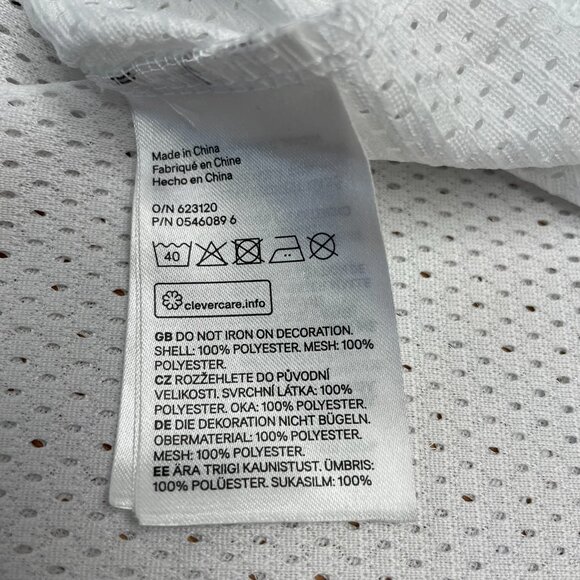 Made in China
Fabriqué en Chine
Hecho en China
O/N 623120
P/N 0546089 6
40
clevercare.info
GB DO NOT IRON ON DECORATION.
SHELL: 100% POLYESTER. MESH: 100%
POLYESTER.
CZ ROZŽEHLETE DO PŮVODNÍ
VELIKOSTI. SVRCHNÍ LÁTKA: 100%
POLYESTER. OKA: 100% POLYESTER.
DE DIE DEKORATION NICHT BÜGELN.
OBERMATERIAL: 100% POLYESTER.
MESH: 100% POLYESTER.
EE ÄRA TRIIGI KAUNISTUST. ÜMBRIS:
100% POLÜESTER. SUKASILM: 100%